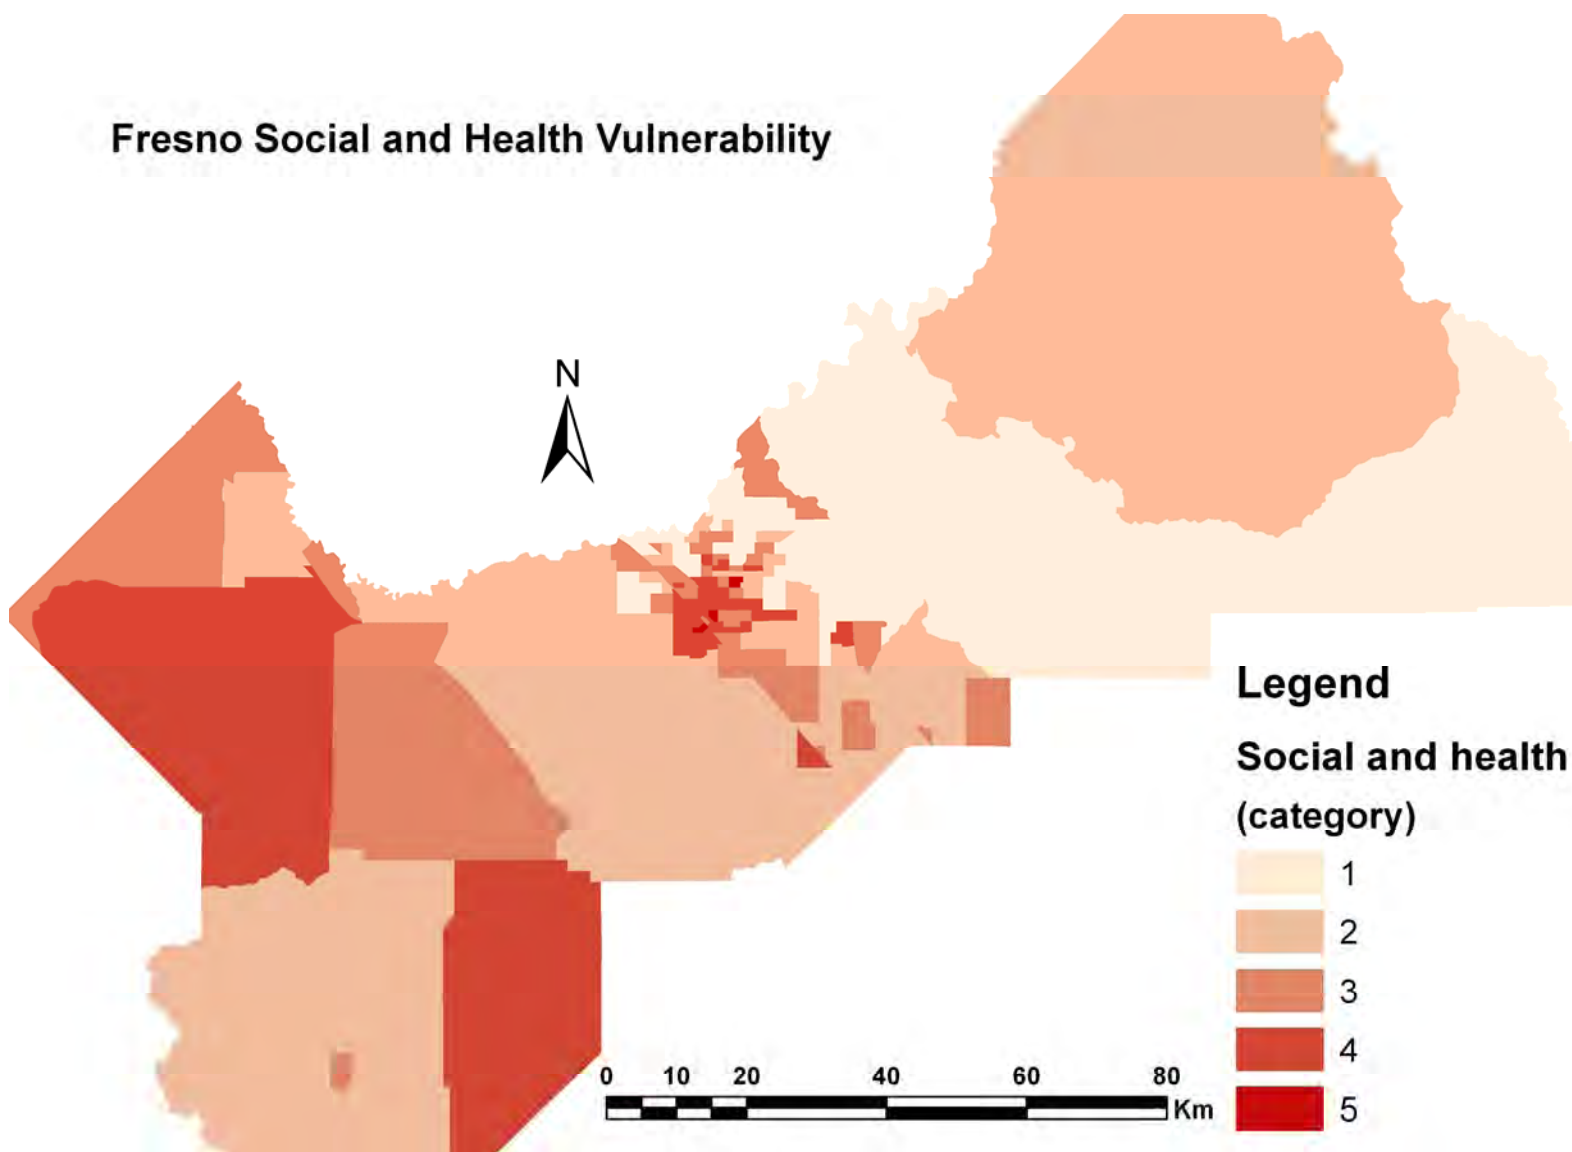 Fresno Social and Health Vulnerability
N
Legend
Social and health
(category)
1
2
3
4
5
0 10 20 40 60 80
Km